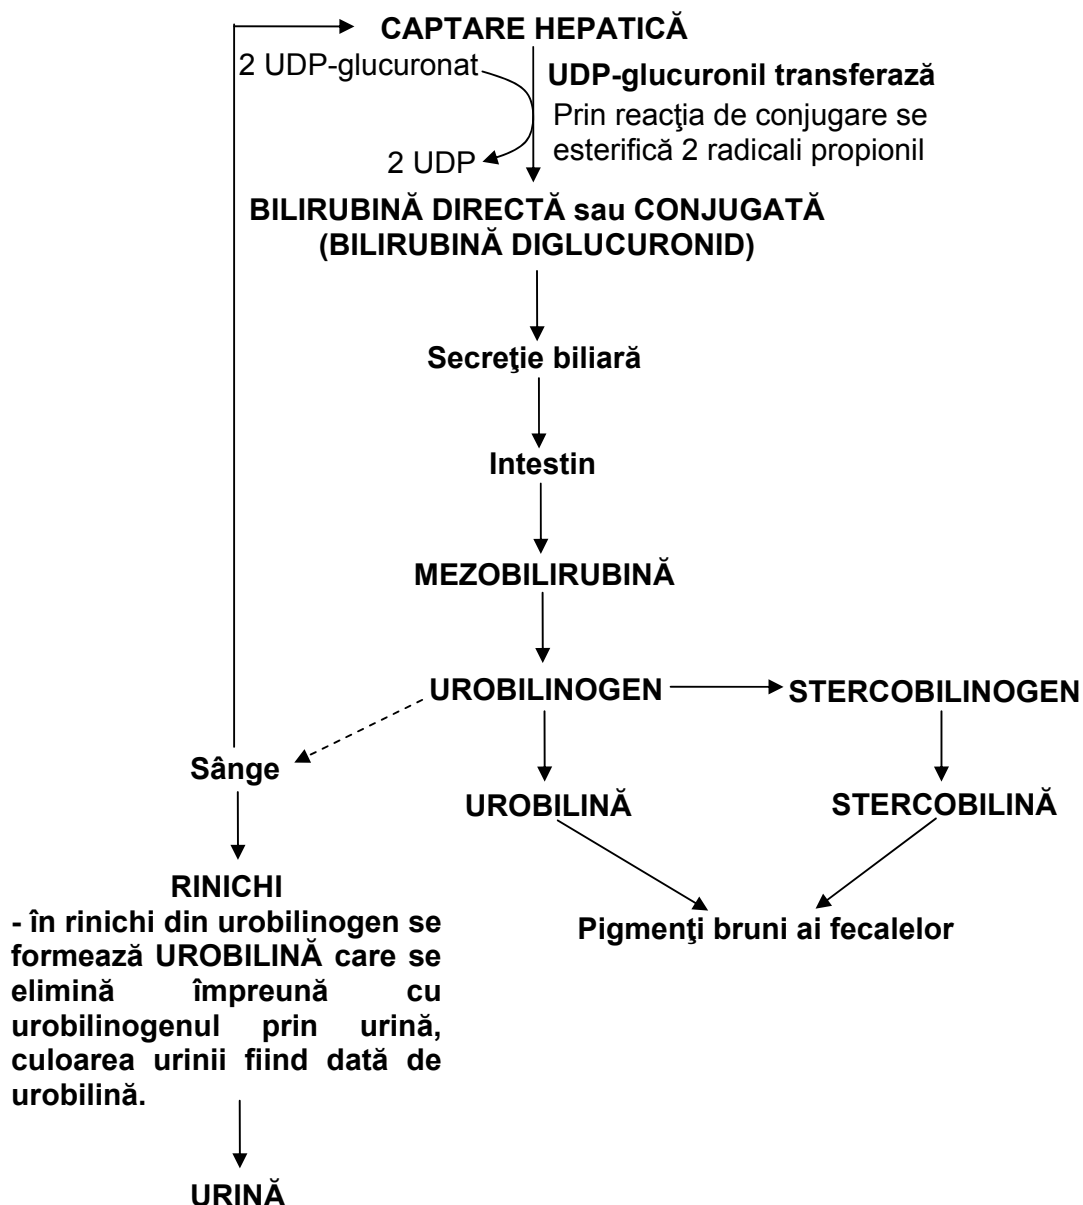 CAPTARE HEPATICĂ
2 UDP-glucuronat
UDP-glucuronil transferază
Prin reacţia de conjugare se
esterifică 2 radicali propionil
2 UDP
BILIRUBINĂ DIRECTĂ sau CONJUGATĂ
(BILIRUBINĂ DIGLUCURONID)
Secreţie biliară
Intestin
MEZOBILIRUBINĂ
UROBILINOGEN
STERCOBILINOGEN
Sânge
UROBILINĂ
STERCOBILINĂ
RINICHI
- în rinichi din urobilinogen se
formează UROBILINĂ care se
elimină împreună cu
urobilinogenul prin urină,
culoarea urinii fiind dată de
urobilină.
Pigmenţi bruni ai fecalelor
URINĂ